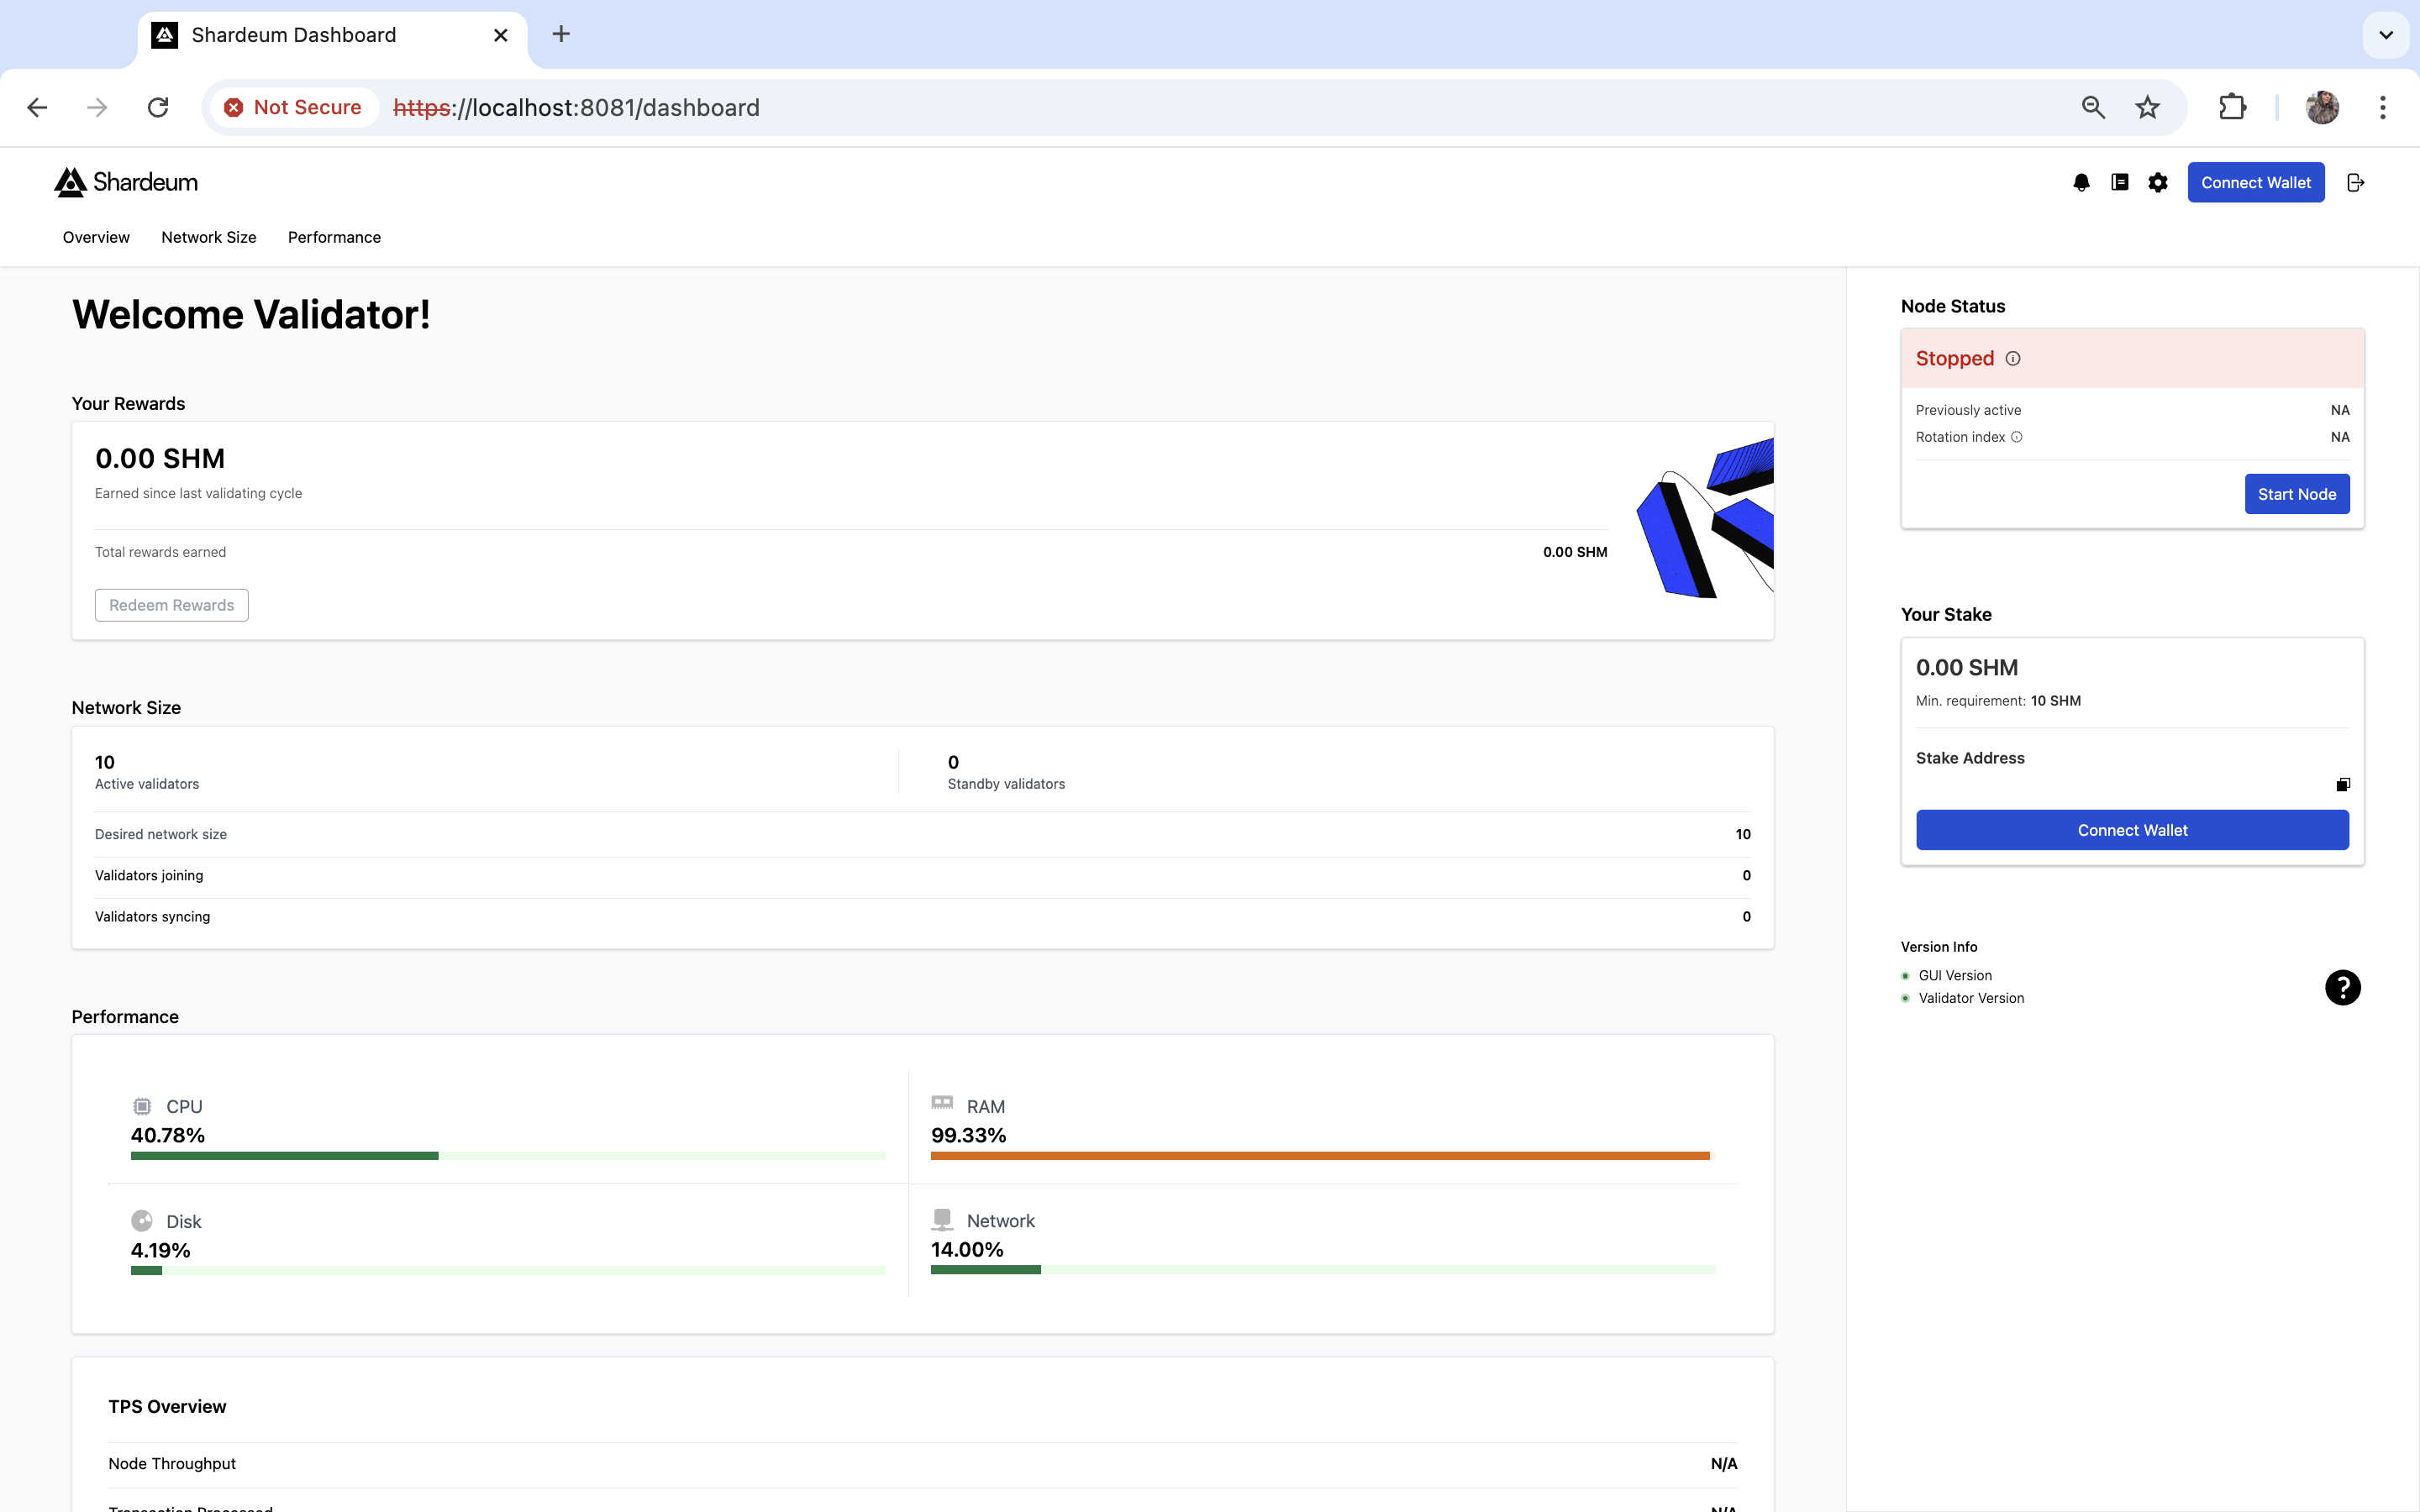 Shardeum Dashboard
Not Secure https://localhost:8081/dashboard
Shardeum
Connect Wallet
Overview Network Size Performance
Welcome Validator!
Your Rewards
0.00 SHM
Earned since last validating cycle
Total rewards earned 0.00 SHM
Redeem Rewards
Network Size
10
Active validators
0
Standby validators
Desired network size 10
Validators joining 0
Validators syncing 0
Performance
CPU
40.78%
RAM
99.33%
Disk
4.19%
Network
14.00%
TPS Overview
Node Throughput N/A
Transaction Processed N/A
Node Status
Stopped
Previously active NA
Rotation index NA
Start Node
Your Stake
0.00 SHM
Min. requirement: 10 SHM
Stake Address
Connect Wallet
Version Info
GUI Version
Validator Version
?